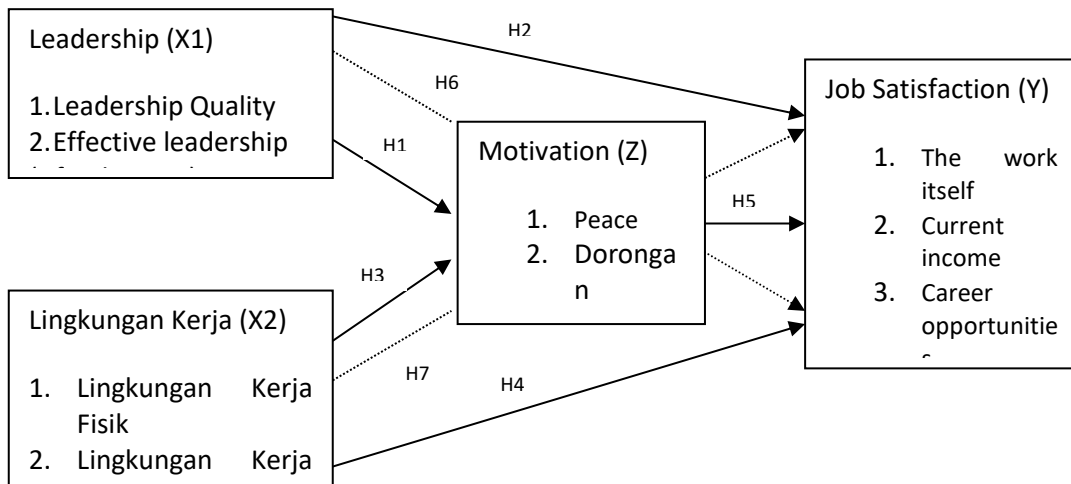 Leadership (X1)
1. Leadership Quality
2. Effective leadership
H2
H6
H1
Motivation (Z)
1. Peace
2. Doronga
n
Job Satisfaction (Y)
1. The work
itself
2. Current
income
3. Career
opportunitie
H5
H3
Lingkungan Kerja (X2)
1. Lingkungan Kerja
Fisik
2. Lingkungan Kerja
H7
H4